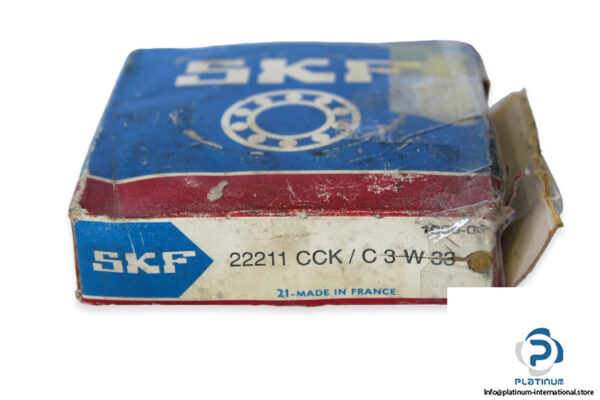 SKF
SKF
22211 CCK / C 3 W 33
21-MADE IN FRANCE
PLATINUM
Info@platinum-international.store